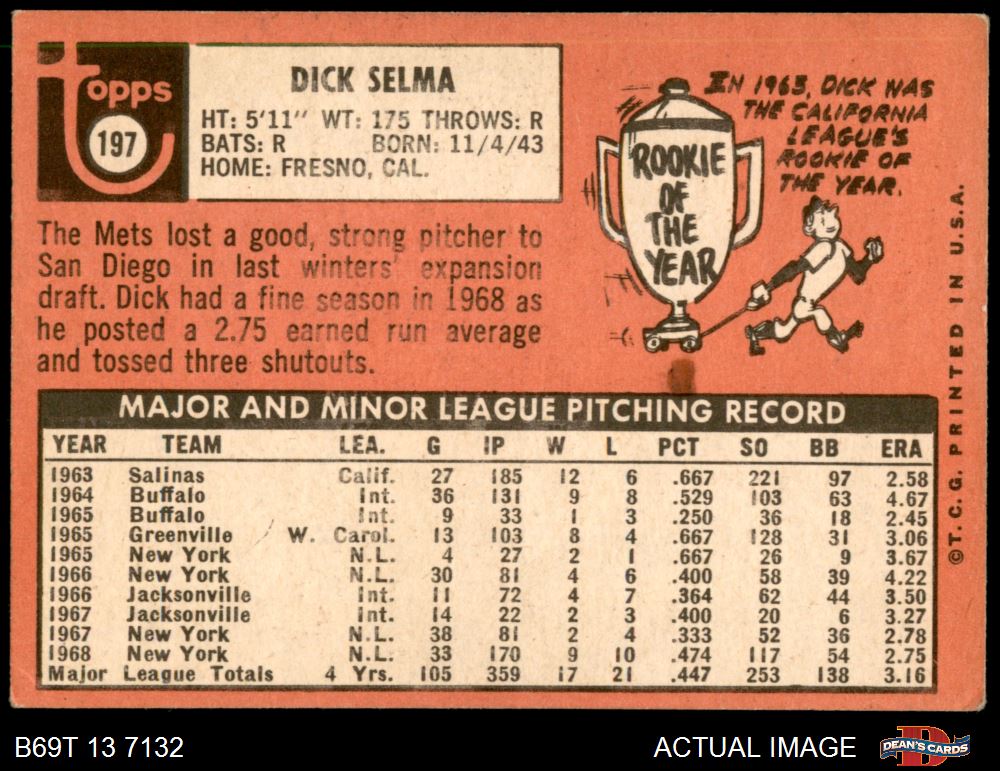 topps
197
DICK SELMA
HT: 5'11" WT: 175 THROWS: R
BATS: R BORN: 11/4/43
HOME: FRESNO, CAL.
The Mets lost a good, strong pitcher to
San Diego in last winters' expansion
draft. Dick had a fine season in 1968 as
he posted a 2.75 earned run average
and tossed three shutouts.
IN 1963, DICK WAS
THE CALIFORNIA
LEAGUE'S
ROOKIE OF
THE YEAR.
ROOKIE
OF
THE
YEAR
MAJOR AND MINOR LEAGUE PITCHING RECORD
YEAR TEAM LEA. G IP W L PCT SO BB ERA
1963 Salinas Calif. 27 185 12 6 .667 221 97 2.58
1964 Buffalo Int. 36 131 9 8 .529 103 63 4.67
1965 Buffalo Int. 9 33 1 3 .250 36 18 2.45
1965 Greenville W. Carol. 13 103 8 4 .667 128 31 3.06
1965 New York N.L. 4 27 2 1 .667 26 9 3.67
1966 New York N.L. 30 81 4 6 .400 58 39 4.22
1966 Jacksonville Int. 11 72 4 7 .364 62 44 3.50
1967 Jacksonville Int. 14 22 2 3 .400 20 6 3.27
1967 New York N.L. 38 81 2 4 .333 52 36 2.78
1968 New York N.L. 33 170 9 10 .474 117 54 2.75
Major League Totals 4 Yrs. 105 359 17 21 .447 253 138 3.16
©T.C.G. PRINTED IN U.S.A.
B69T 13 7132
ACTUAL IMAGE
DEAN'S CARDS